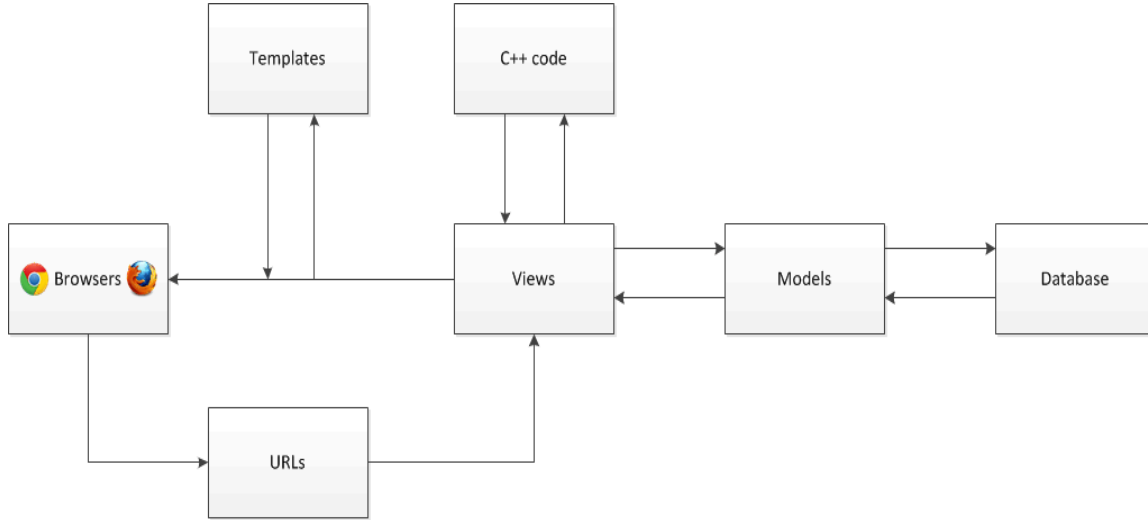 Templates
C++ code
Browsers
Views
Models
Database
URLs